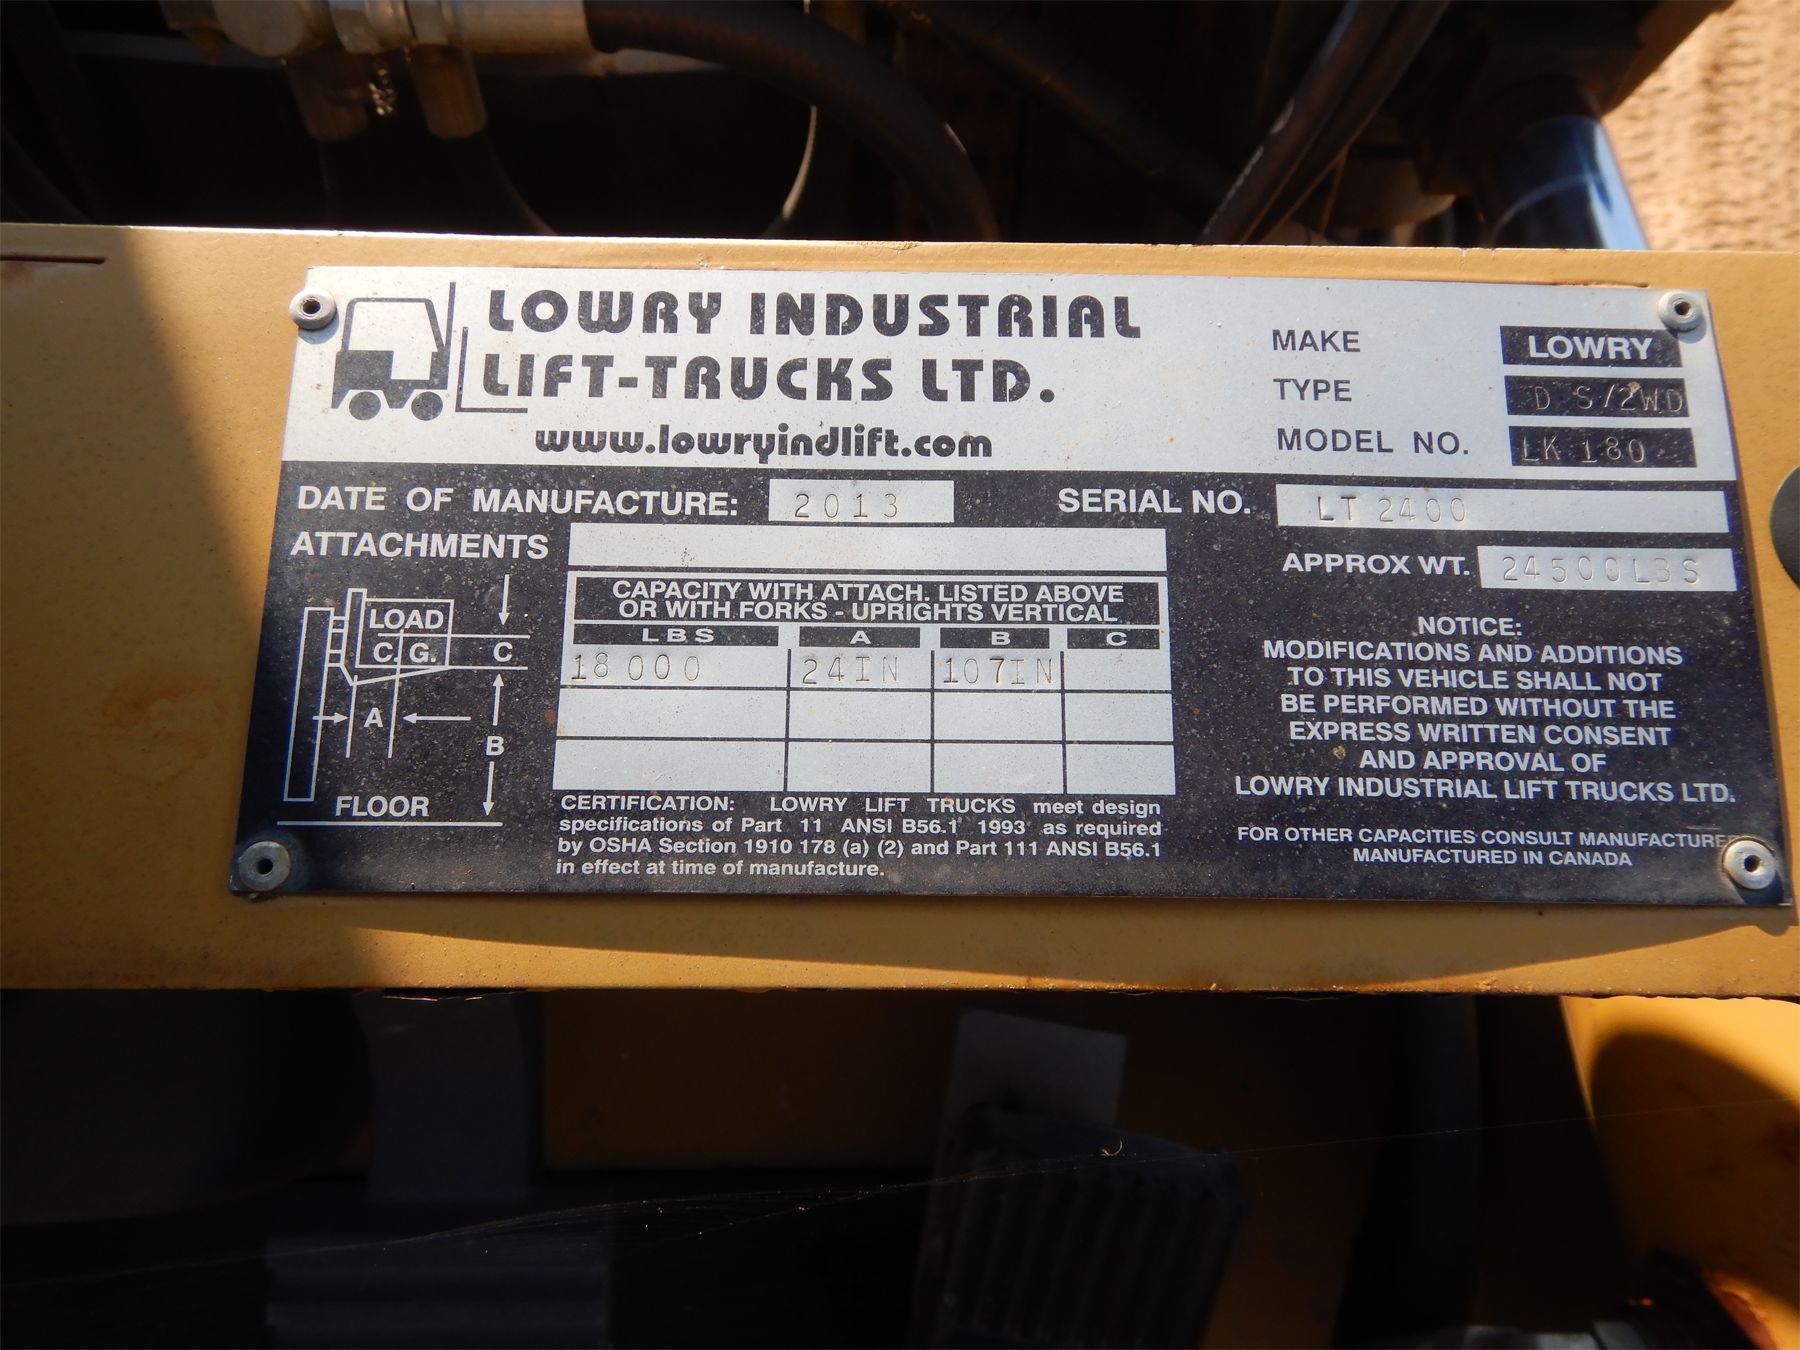 LOWRY INDUSTRIAL
LIFT-TRUCKS LTD.
www.lowryindlift.com
MAKE LOWRY
TYPE D S/2WD
MODEL NO. LK 180
DATE OF MANUFACTURE: 2013
SERIAL NO. LT 2400
ATTACHMENTS
APPROX WT. 24500LBS
CAPACITY WITH ATTACH. LISTED ABOVE
OR WITH FORKS - UPRIGHTS VERTICAL
LBS A B C
18 000 24IN 107IN
LOAD
C.G.
C
A
B
FLOOR
CERTIFICATION: LOWRY LIFT TRUCKS meet design
specifications of Part 11 ANSI B56.1 1993 as required
by OSHA Section 1910 178 (a) (2) and Part 111 ANSI B56.1
in effect at time of manufacture.
NOTICE:
MODIFICATIONS AND ADDITIONS
TO THIS VEHICLE SHALL NOT
BE PERFORMED WITHOUT THE
EXPRESS WRITTEN CONSENT
AND APPROVAL OF
LOWRY INDUSTRIAL LIFT TRUCKS LTD.
FOR OTHER CAPACITIES CONSULT MANUFACTURE
MANUFACTURED IN CANADA